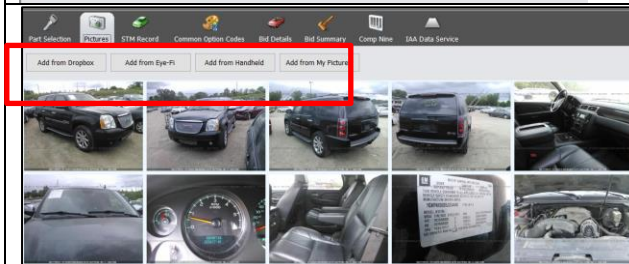 Part Selection Pictures STM Record Common Option Codes Bid Details Bid Summary Comp Nine IAA Data Service
Add from Dropbox Add from Eye-Fi Add from Handheld Add from My Pictures